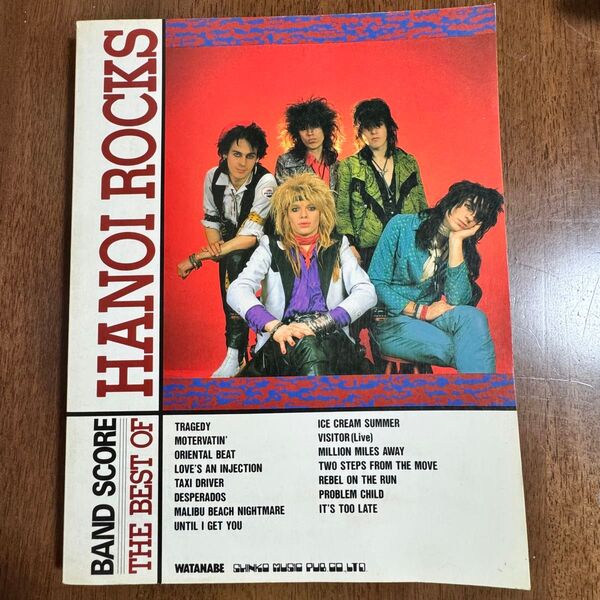 HANOI ROCKS
BAND SCORE
THE BEST OF
TRAGEDY
MOTERVATIN'
ORIENTAL BEAT
LOVE'S AN INJECTION
TAXI DRIVER
DESPERADOS
MALIBU BEACH NIGHTMARE
UNTIL I GET YOU
ICE CREAM SUMMER
VISITOR (Live)
MILLION MILES AWAY
TWO STEPS FROM THE MOVE
REBEL ON THE RUN
PROBLEM CHILD
IT'S TOO LATE
WATANABE SHINKO MUSIC PUB. CO. LTD.